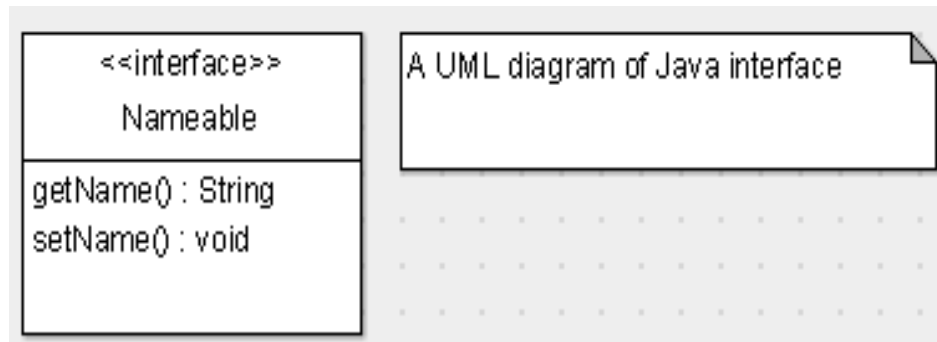 <<interface>>
Nameable
getName() : String
setName() : void
A UML diagram of Java interface